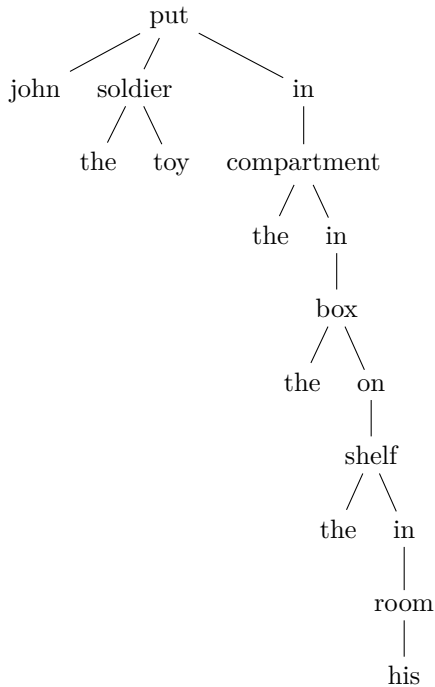 put
john soldier in
the toy compartment
the in
box
the on
shelf
the in
room
his